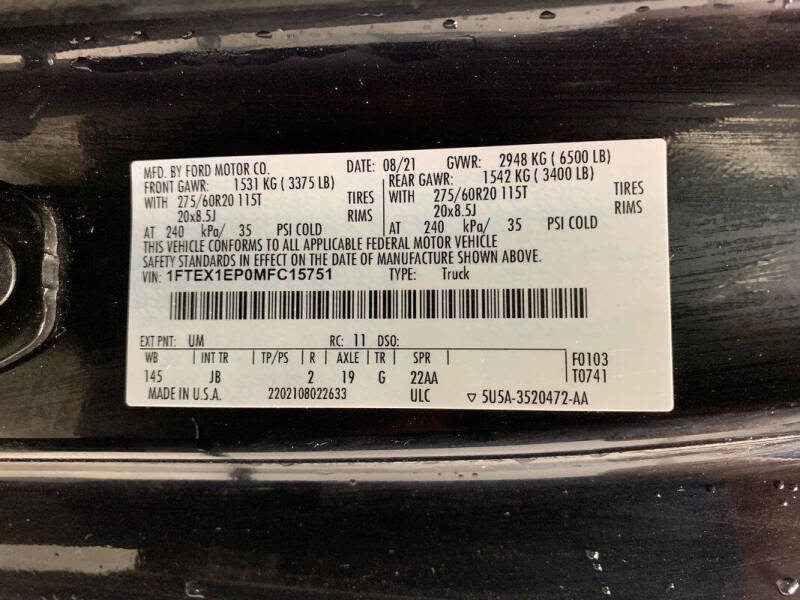 MFD. BY FORD MOTOR CO. DATE: 08/21 GVWR: 2948 KG ( 6500 LB)
FRONT GAWR: 1531 KG ( 3375 LB) REAR GAWR: 1542 KG ( 3400 LB)
WITH 275/60R20 115T TIRES WITH 275/60R20 115T TIRES
20x8.5J RIMS 20x8.5J RIMS
AT 240 kPa/ 35 PSI COLD AT 240 kPa/ 35 PSI COLD
THIS VEHICLE CONFORMS TO ALL APPLICABLE FEDERAL MOTOR VEHICLE
SAFETY STANDARDS IN EFFECT ON THE DATE OF MANUFACTURE SHOWN ABOVE.
VIN: 1FTEX1EP0MFC15751 TYPE: Truck
EXT PNT: UM RC: 11 DSO:
WB INT TR TP/PS R AXLE TR SPR F0103
145 JB 2 19 G 22AA T0741
MADE IN U.S.A. 2202108022633 ULC ▽ 5U5A-3520472-AA